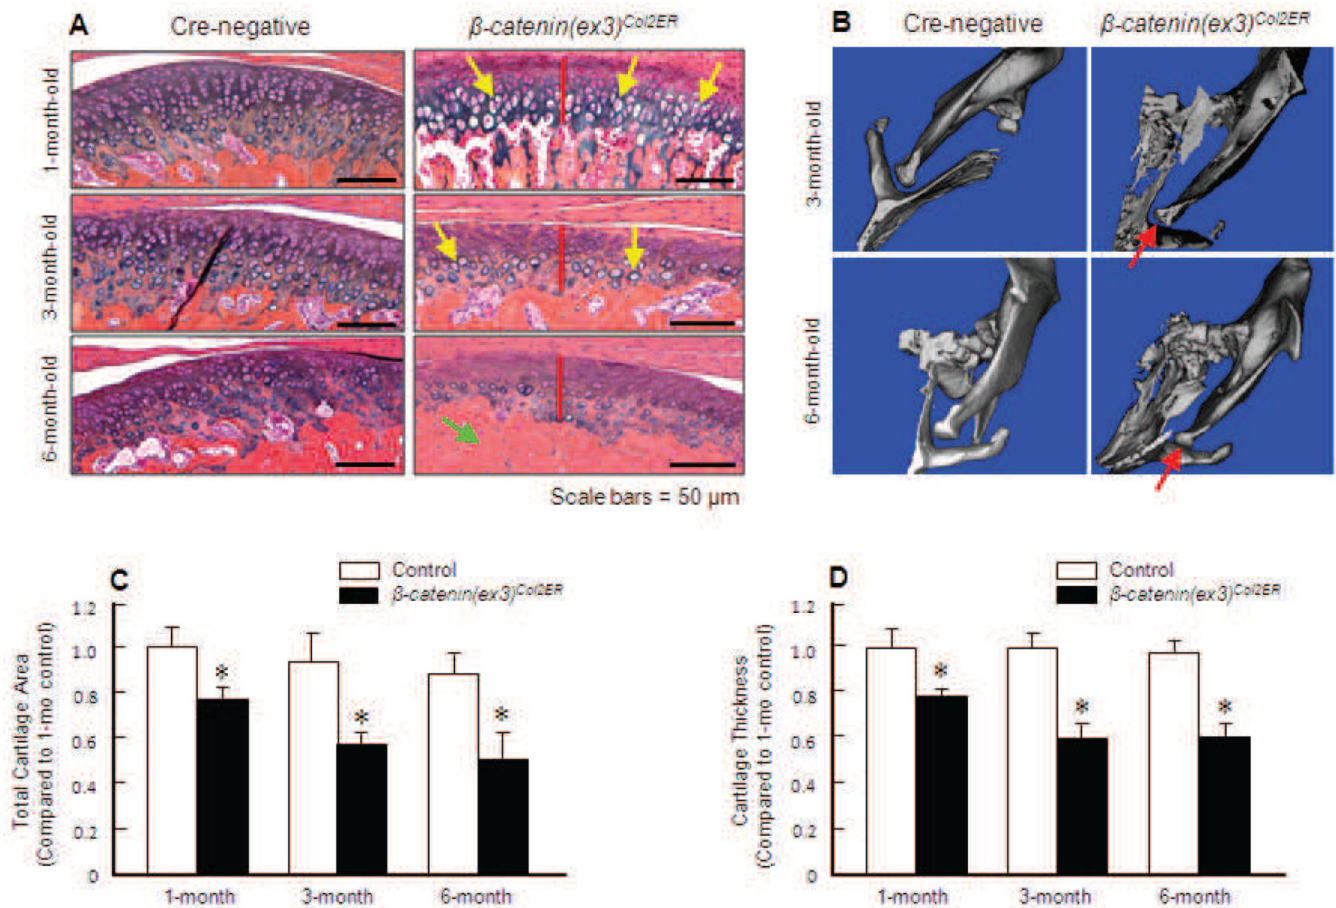 A
Cre-negative
β-catenin(ex3)Col2ER
1-month-old
3-month-old
6-month-old
Scale bars = 50 μm
B
Cre-negative
β-catenin(ex3)Col2ER
3-month-old
6-month-old
C
Control
β-catenin(ex3)Col2ER
Total Cartilage Area
(Compared to 1-mo control)
1.2
1.0
0.8
0.6
0.4
0.2
0
*
*
*
1-month
3-month
6-month
D
Control
β-catenin(ex3)Col2ER
Cartilage Thickness
(Compared to 1-mo control)
1.2
1.0
0.8
0.6
0.4
0.2
0
*
*
*
1-month
3-month
6-month